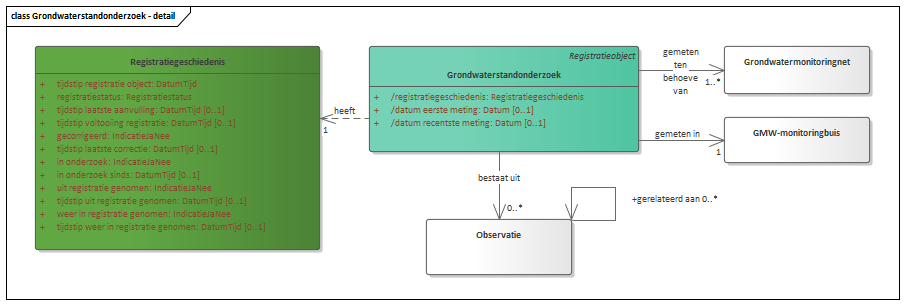 class Grondwaterstandonderzoek - detail
Registratiegeschiedenis
+ tijdstip registratie object: DatumTijd
+ registratiestatus: Registratiestatus
+ tijdstip laatste aanvulling: DatumTijd [0..1]
+ tijdstip voltooiing registratie: DatumTijd [0..1]
+ gecorrigeerd: IndicatieJaNee
+ tijdstip laatste correctie: DatumTijd [0..1]
+ in onderzoek: IndicatieJaNee
+ in onderzoek sinds: DatumTijd [0..1]
+ uit registratie genomen: IndicatieJaNee
+ tijdstip uit registratie genomen: DatumTijd [0..1]
+ weer in registratie genomen: IndicatieJaNee
+ tijdstip weer in registratie genomen: DatumTijd [0..1]
heeft
1
Registratieobject
Grondwaterstandonderzoek
+ /registratiegeschiedenis: Registratiegeschiedenis
+ /datum eerste meting: Datum [0..1]
+ /datum recentste meting: Datum [0..1]
gemeten
ten
behoeve
van
1..*
Grondwatermonitoringnet
gemeten in
1
GMW-monitoringbuis
bestaat uit
/0..*
+gerelateerd aan 0..*
Observatie